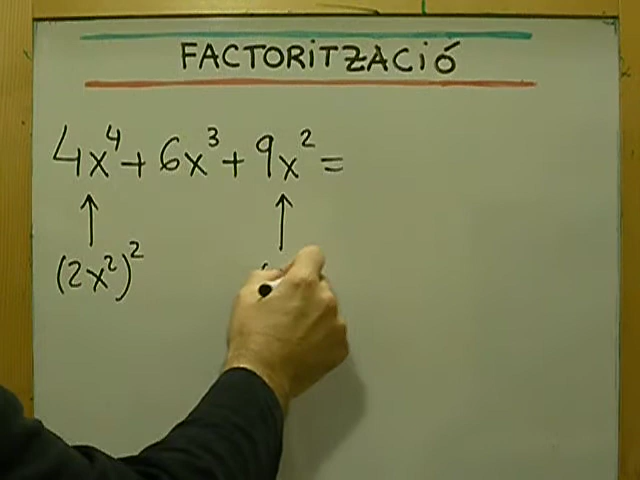 FACTORITZACIÓ
4x⁴+6x³+9x²=
(2x²)² (